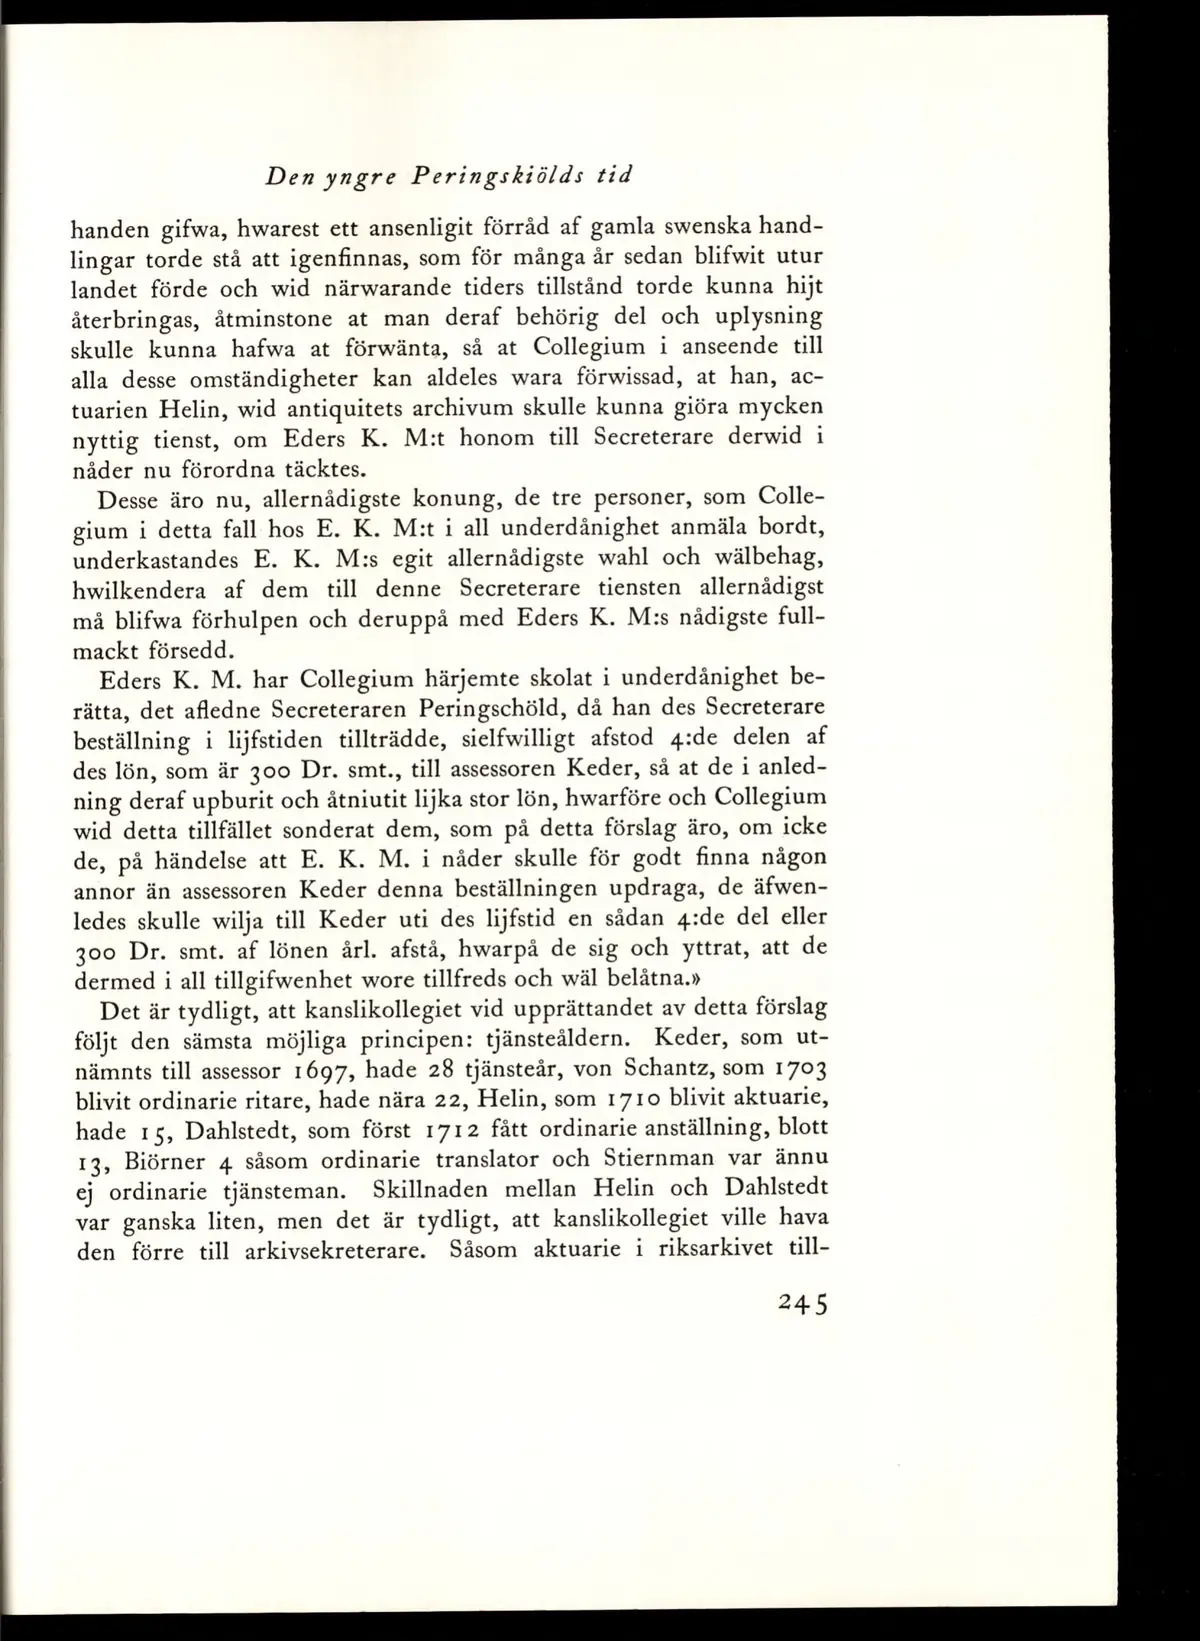 Den yngre Peringskiölds tid
handen gifwa, hwarest ett ansenligit förråd af gamla swenska hand-
lingar torde stå att igenfinnas, som för många år sedan blifwit utur
landet förde och wid närwarande tiders tillstånd torde kunna hijt
återbringas, åtminstone at man deraf behörig del och uplysning
skulle kunna hafwa at förwänta, så at Collegium i anseende till
alla desse omständigheter kan aldeles wara förwissad, at han, ac-
tuarien Helin, wid antiquitets archivum skulle kunna giöra mycken
nyttig tienst, om Eders K. M:t honom till Secreterare derwid i
nåder nu förordna täcktes.
Desse äro nu, allernådigste konung, de tre personer, som Colle-
gium i detta fall hos E. K. M:t i all underdånighet anmäla bordt,
underkastandes E. K. M:s egit allernådigste wahl och wälbehag,
hwilkendera af dem till denne Secreterare tiensten allernådigst
må blifwa förhulpen och deruppå med Eders K. M:s nådigste full-
mackt försedd.
Eders K. M. har Collegium härjemte skolat i underdånighet be-
rätta, det afledne Secreteraren Peringschöld, då han des Secreterare
beställning i lijfstiden tillträdde, sielfwilligt afstod 4:de delen af
des lön, som är 300 Dr. smt., till assessoren Keder, så at de i anled-
ning deraf upburit och åtniutit lijka stor lön, hwarföre och Collegium
wid detta tillfället sonderat dem, som på detta förslag äro, om icke
de, på händelse att E. K. M. i nåder skulle för godt finna någon
annor än assessoren Keder denna beställningen updraga, de äfwen-
ledes skulle wilja till Keder uti des lijfstid en sådan 4:de del eller
300 Dr. smt. af lönen årl. afstå, hwarpå de sig och yttrat, att de
dermed i all tillgifwenhet wore tillfreds och wäl belåtna.»
Det är tydligt, att kanslikollegiet vid upprättandet av detta förslag
följt den sämsta möjliga principen: tjänsteåldern. Keder, som ut-
nämnts till assessor 1697, hade 28 tjänsteår, von Schantz, som 1703
blivit ordinarie ritare, hade nära 22, Helin, som 1710 blivit aktuarie,
hade 15, Dahlstedt, som först 1712 fått ordinarie anställning, blott
13, Biörner 4 såsom ordinarie translator och Stiernman var ännu
ej ordinarie tjänsteman. Skillnaden mellan Helin och Dahlstedt
var ganska liten, men det är tydligt, att kanslikollegiet ville hava
den förre till arkivsekreterare. Såsom aktuarie i riksarkivet till-
245